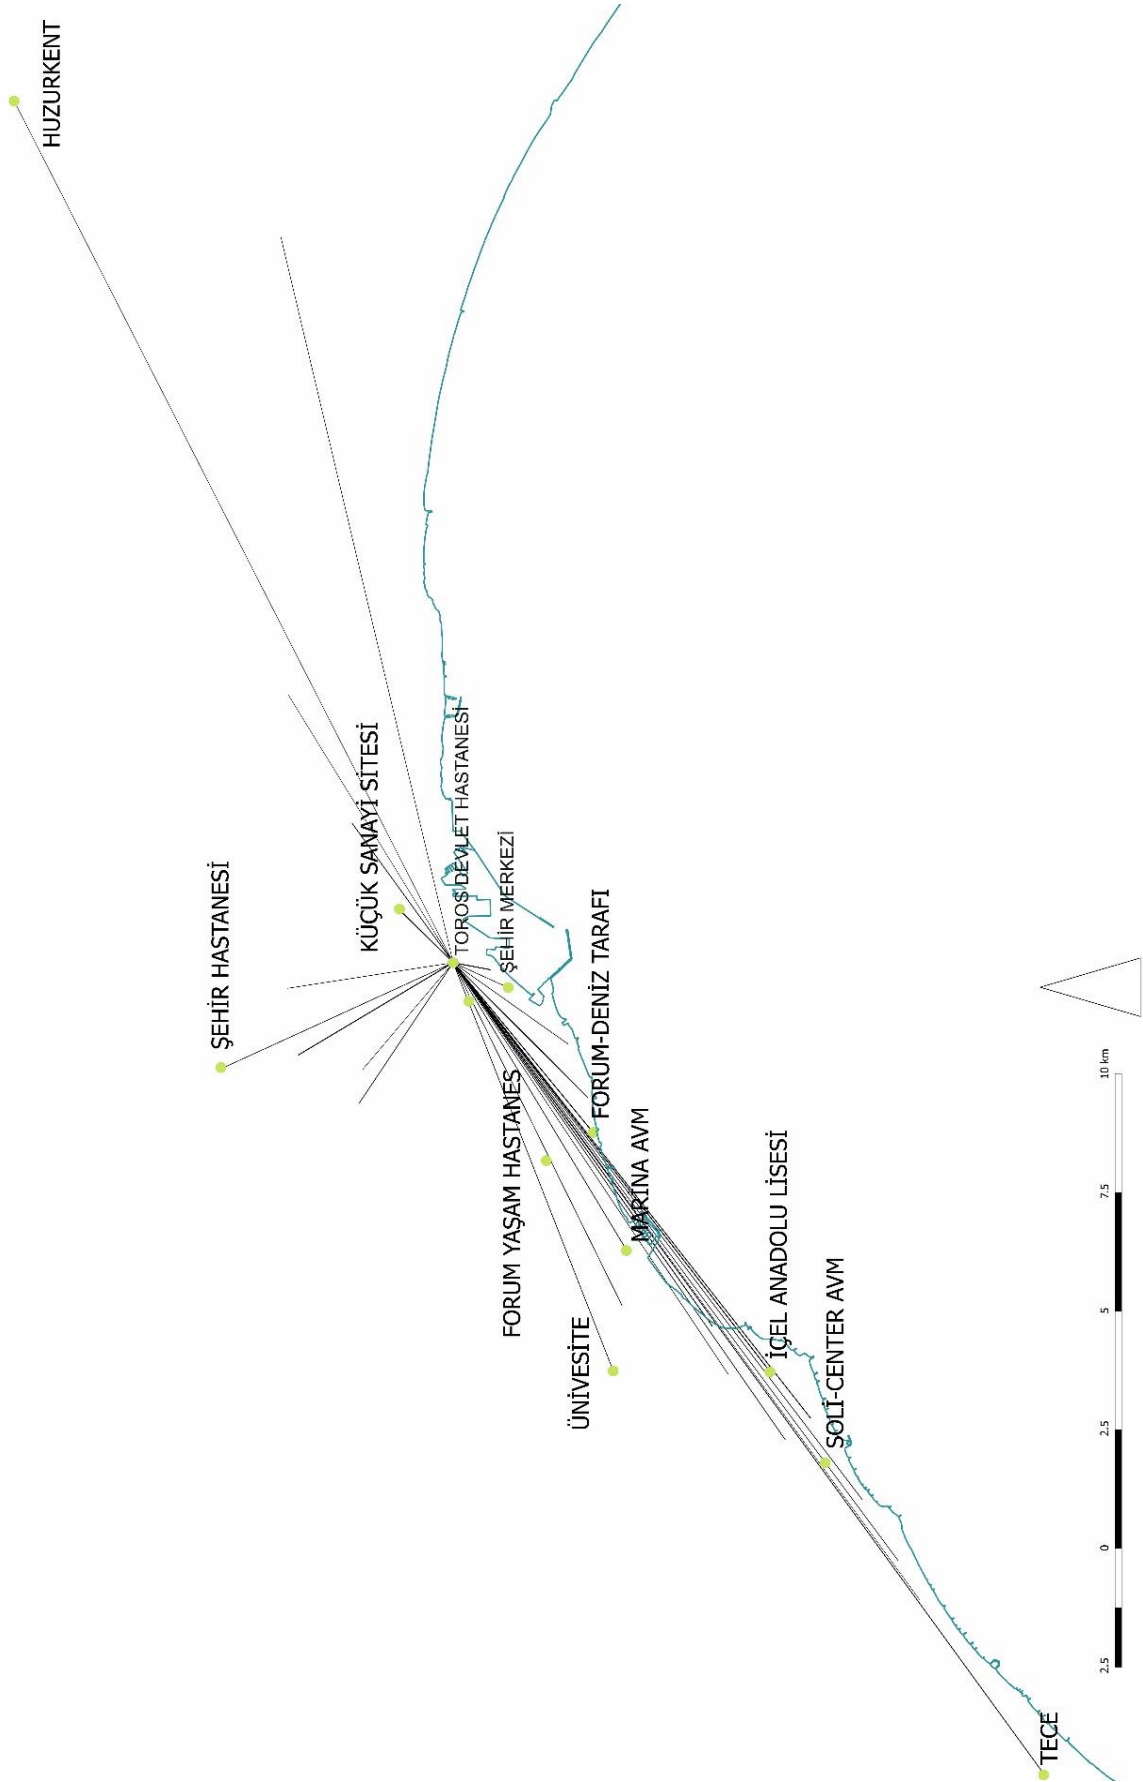 HUZURKENT
KÜÇÜK SANAYİ SİTESİ
TOROS DEVLET HASTANESİ
ŞEHİR MERKEZİ
ŞEHİR HASTANESİ
FORUM-DENİZ TARAFI
FORUM YAŞAM HASTANES
MARİNA AVM
ÜNİVESİTE
İÇEL ANADOLU LİSESİ
SOLİ-CENTER AVM
TECE
2.5 0 2.5 5 7.5 10 km